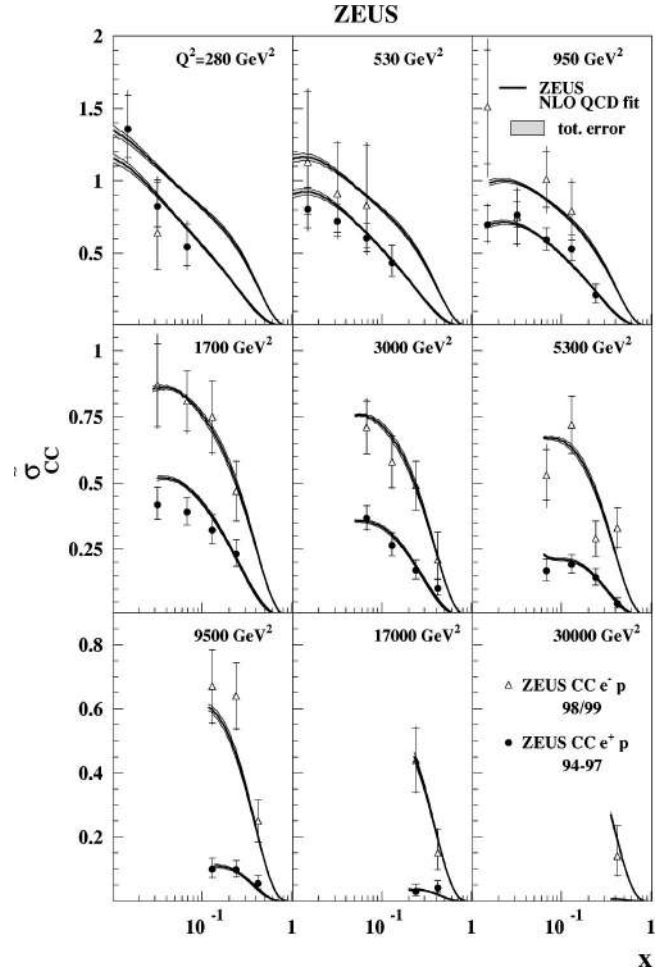 ZEUS
Q²=280 GeV²
530 GeV²
950 GeV²
ZEUS
NLO QCD fit
tot. error
2
1.5
1
0.5
1700 GeV²
3000 GeV²
5300 GeV²
1
0.75
0.5
0.25
σ̃CC
9500 GeV²
17000 GeV²
30000 GeV²
0.8
0.6
0.4
0.2
ZEUS CC e⁻ p
98/99
ZEUS CC e⁺ p
94-97
10⁻¹ 1 10⁻¹ 1 10⁻¹ 1
x